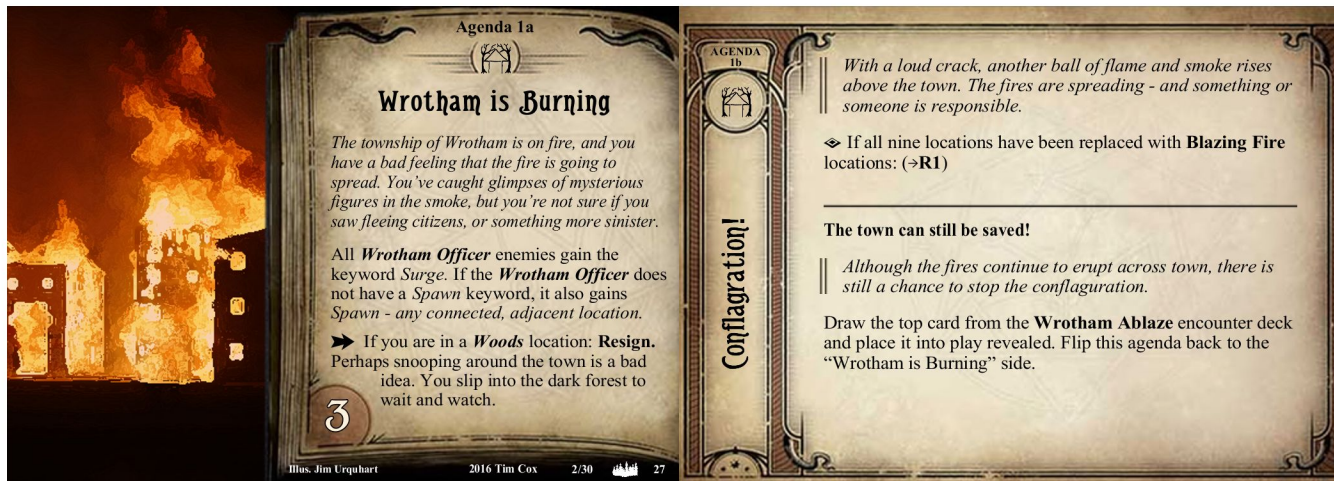 Agenda 1a
Wrotham is Burning
The township of Wrotham is on fire, and you
have a bad feeling that the fire is going to
spread. You've caught glimpses of mysterious
figures in the smoke, but you're not sure if you
saw fleeing citizens, or something more sinister.
All Wrotham Officer enemies gain the
keyword Surge. If the Wrotham Officer does
not have a Spawn keyword, it also gains
Spawn - any connected, adjacent location.
If you are in a Woods location: Resign.
Perhaps snooping around the town is a bad
idea. You slip into the dark forest to
wait and watch.
3
Illus. Jim Urquhart 2016 Tim Cox 2/30 27
AGENDA
1b
Conflagration!
With a loud crack, another ball of flame and smoke rises
above the town. The fires are spreading - and something or
someone is responsible.
If all nine locations have been replaced with Blazing Fire
locations: (→R1)
The town can still be saved!
Although the fires continue to erupt across town, there is
still a chance to stop the conflaguration.
Draw the top card from the Wrotham Ablaze encounter deck
and place it into play revealed. Flip this agenda back to the
"Wrotham is Burning" side.